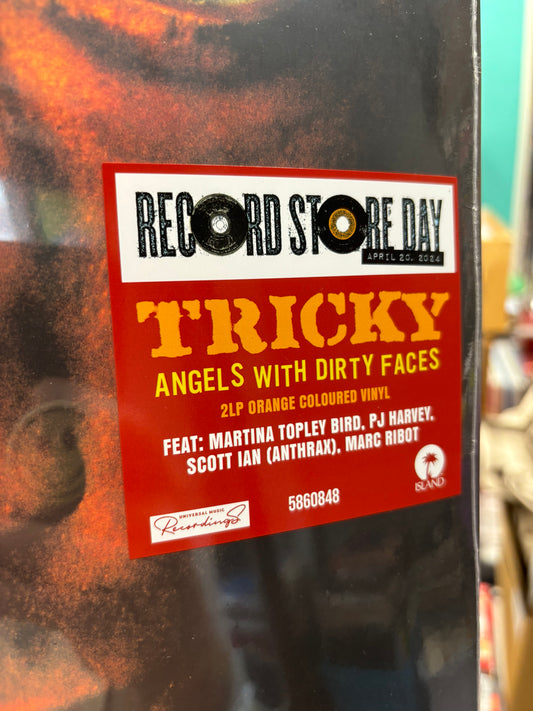 RECORD STORE DAY
APRIL 20. 2024
TRICKY
ANGELS WITH DIRTY FACES
2LP ORANGE COLOURED VINYL
FEAT: MARTINA TOPLEY BIRD, PJ HARVEY,
SCOTT IAN (ANTHRAX), MARC RIBOT
ISLAND
UNIVERSAL MUSIC
Recordings
5860848